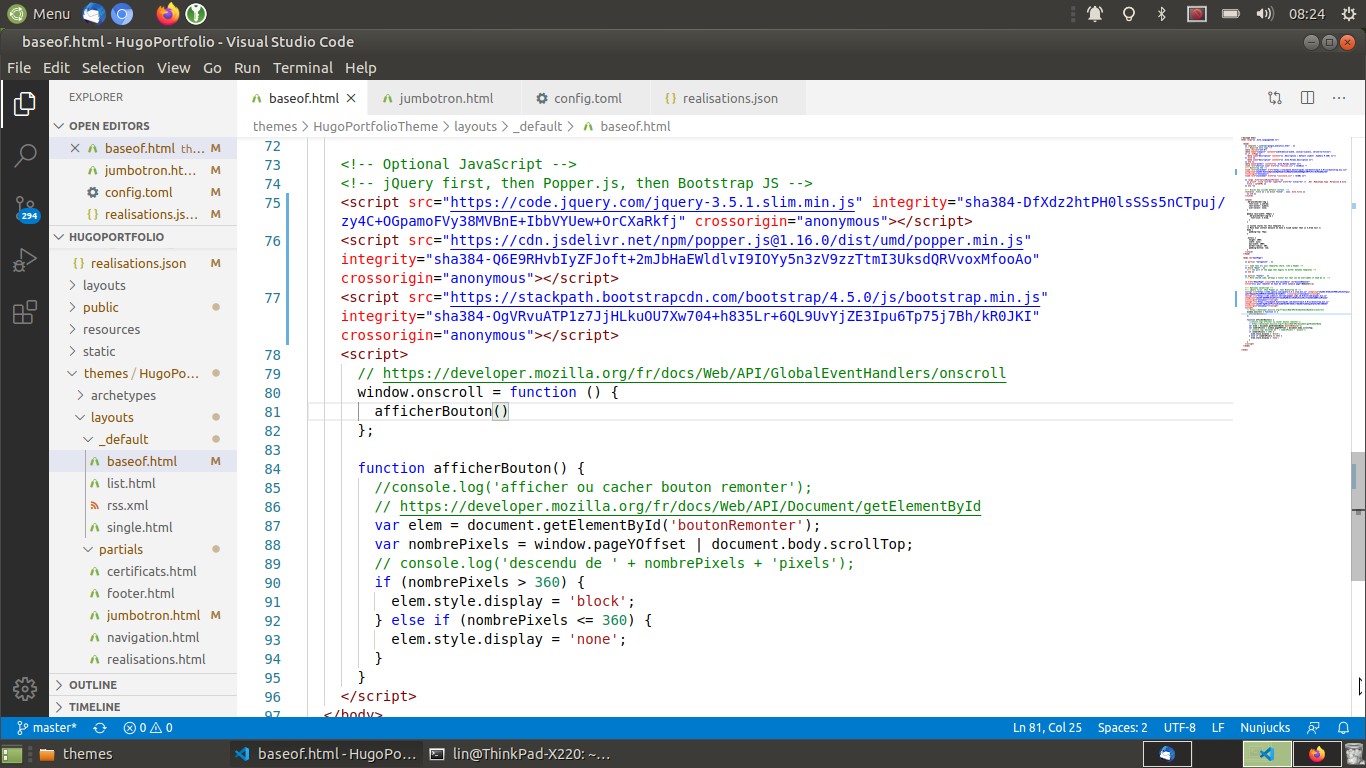 Menu
08:24
baseof.html - HugoPortfolio - Visual Studio Code
File Edit Selection View Go Run Terminal Help
EXPLORER
OPEN EDITORS
baseof.html th... M
jumbotron.ht... M
config.toml M
realisations.js... M
294
HUGOPORTFOLIO
realisations.json M
layouts
public
resources
static
themes / HugoPo...
archetypes
layouts
_default
baseof.html M
list.html
rss.xml
single.html
partials
certificats.html
footer.html
jumbotron.html M
navigation.html
realisations.html
OUTLINE
TIMELINE
baseof.html jumbotron.html config.toml realisations.json
themes > HugoPortfolioTheme > layouts > _default > baseof.html
72
73 <!-- Optional JavaScript -->
74 <!-- jQuery first, then Popper.js, then Bootstrap JS -->
75 <script src="https://code.jquery.com/jquery-3.5.1.slim.min.js" integrity="sha384-DfXdz2htPH0lsSSs5nCTpuj/
zy4C+OGpamoFVy38MVBnE+IbbVYUew+OrCXaRkfj" crossorigin="anonymous"></script>
76 <script src="https://cdn.jsdelivr.net/npm/popper.js@1.16.0/dist/umd/popper.min.js"
integrity="sha384-Q6E9RHvbIyZFJoft+2mJbHaEWldlvI9IOYy5n3zV9zzTtmI3UksdQRVvoxMfooAo"
crossorigin="anonymous"></script>
77 <script src="https://stackpath.bootstrapcdn.com/bootstrap/4.5.0/js/bootstrap.min.js"
integrity="sha384-OgVRvuATP1z7JjHLkuOU7Xw704+h835Lr+6QL9UvYjZE3Ipu6Tp75j7Bh/kR0JKI"
crossorigin="anonymous"></script>
78 <script>
79 // https://developer.mozilla.org/fr/docs/Web/API/GlobalEventHandlers/onscroll
80 window.onscroll = function () {
81 afficherBouton()
82 };
83
84 function afficherBouton() {
85 //console.log('afficher ou cacher bouton remonter');
86 // https://developer.mozilla.org/fr/docs/Web/API/Document/getElementById
87 var elem = document.getElementById('boutonRemonter');
88 var nombrePixels = window.pageYOffset | document.body.scrollTop;
89 // console.log('descendu de ' + nombrePixels + 'pixels');
90 if (nombrePixels > 360) {
91 elem.style.display = 'block';
92 } else if (nombrePixels <= 360) {
93 elem.style.display = 'none';
94 }
95 }
96 </script>
97 </body>
master* 0 0 Ln 81, Col 25 Spaces: 2 UTF-8 LF Nunjucks
themes baseof.html - HugoPo... lin@ThinkPad-X220: ~...